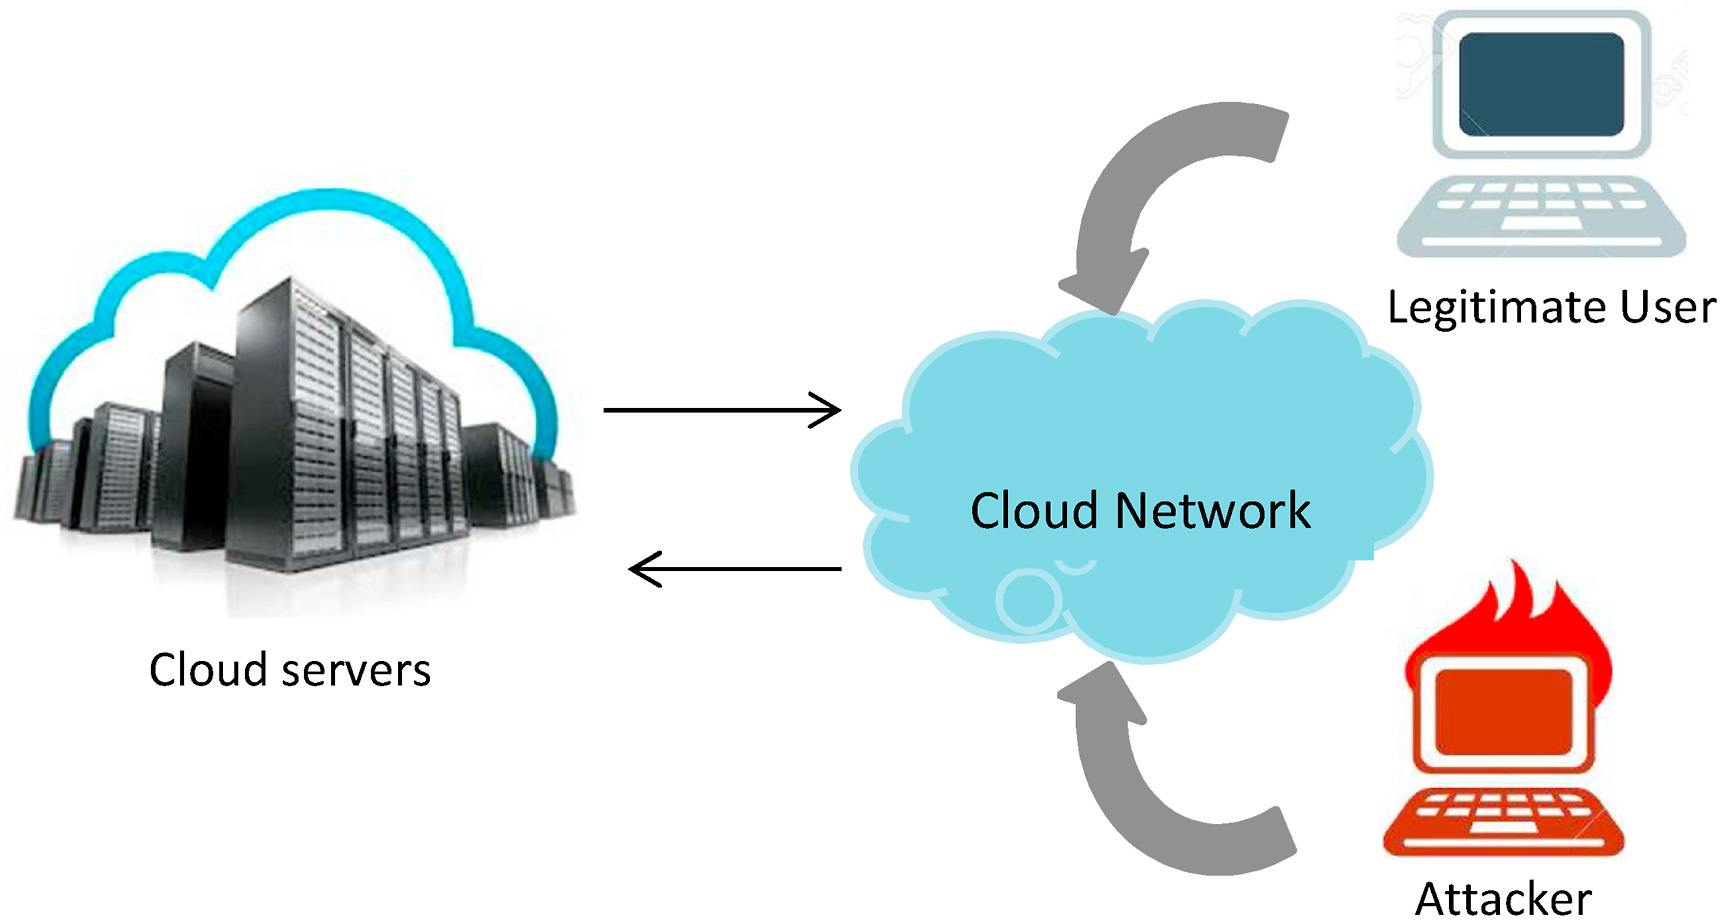 Legitimate User
Cloud Network
Cloud servers
Attacker